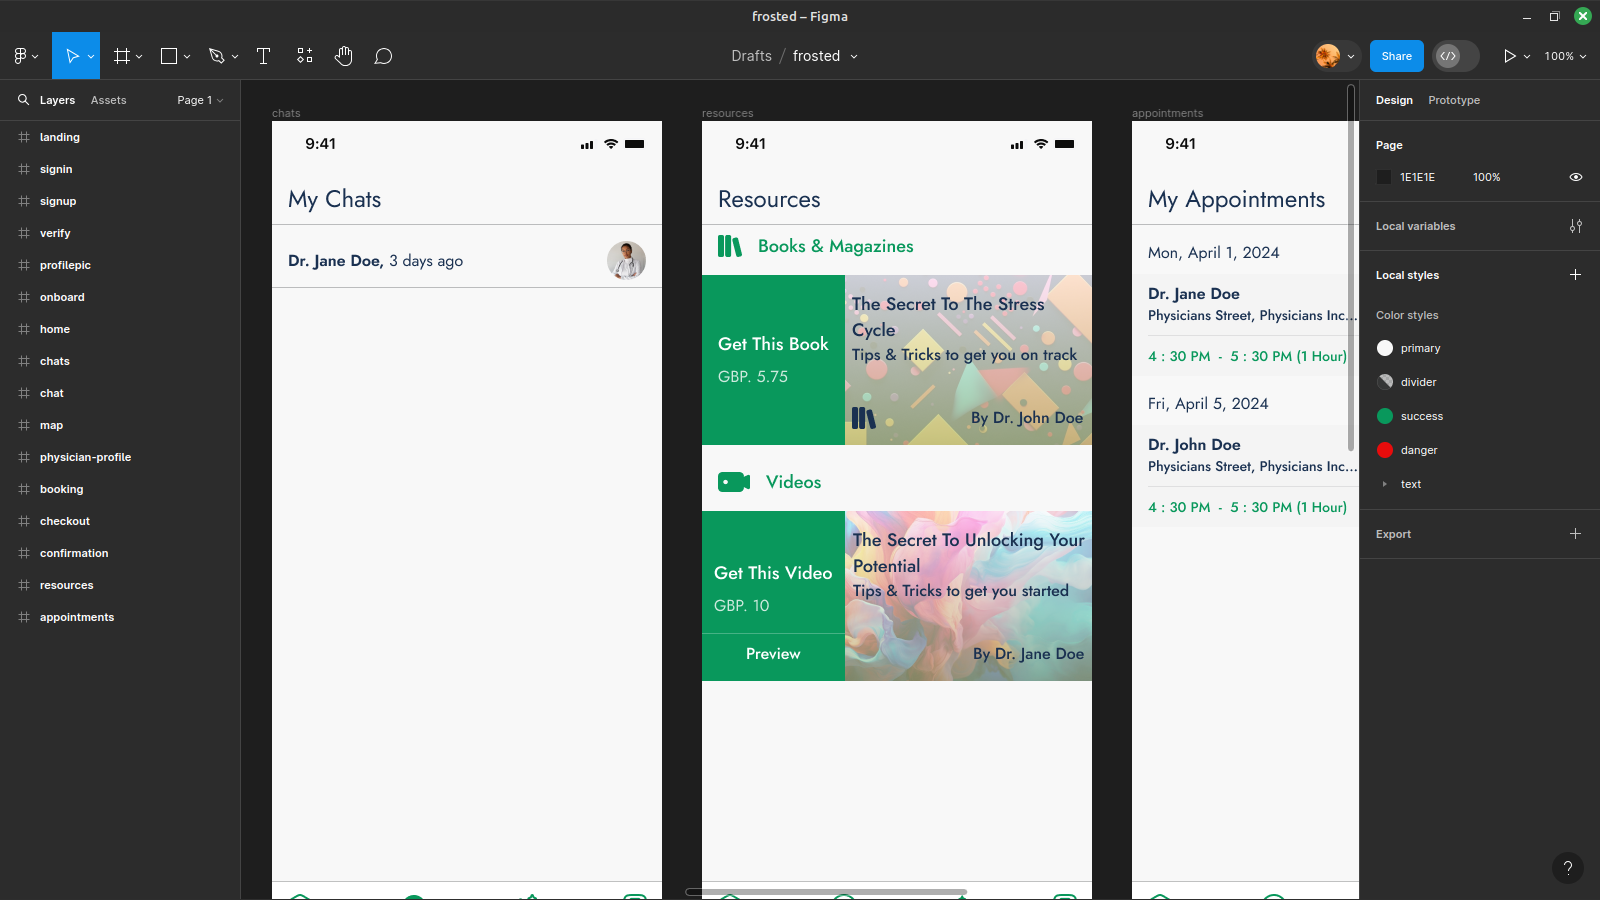 frosted – Figma
Drafts / frosted
Share
100%
Layers
Assets
Page 1
landing
signin
signup
verify
profilepic
onboard
home
chats
chat
map
physician-profile
booking
checkout
confirmation
resources
appointments
chats
9:41
My Chats
Dr. Jane Doe, 3 days ago
resources
9:41
Resources
Books & Magazines
Get This Book
GBP. 5.75
The Secret To The Stress
Cycle
Tips & Tricks to get you on track
By Dr. John Doe
Videos
Get This Video
GBP. 10
Preview
The Secret To Unlocking Your
Potential
Tips & Tricks to get you started
By Dr. Jane Doe
appointments
9:41
My Appointments
Mon, April 1, 2024
Dr. Jane Doe
Physicians Street, Physicians Inc...
4 : 30 PM - 5 : 30 PM (1 Hour)
Fri, April 5, 2024
Dr. John Doe
Physicians Street, Physicians Inc...
4 : 30 PM - 5 : 30 PM (1 Hour)
Design
Prototype
Page
1E1E1E
100%
Local variables
Local styles
Color styles
primary
divider
success
danger
text
Export
?